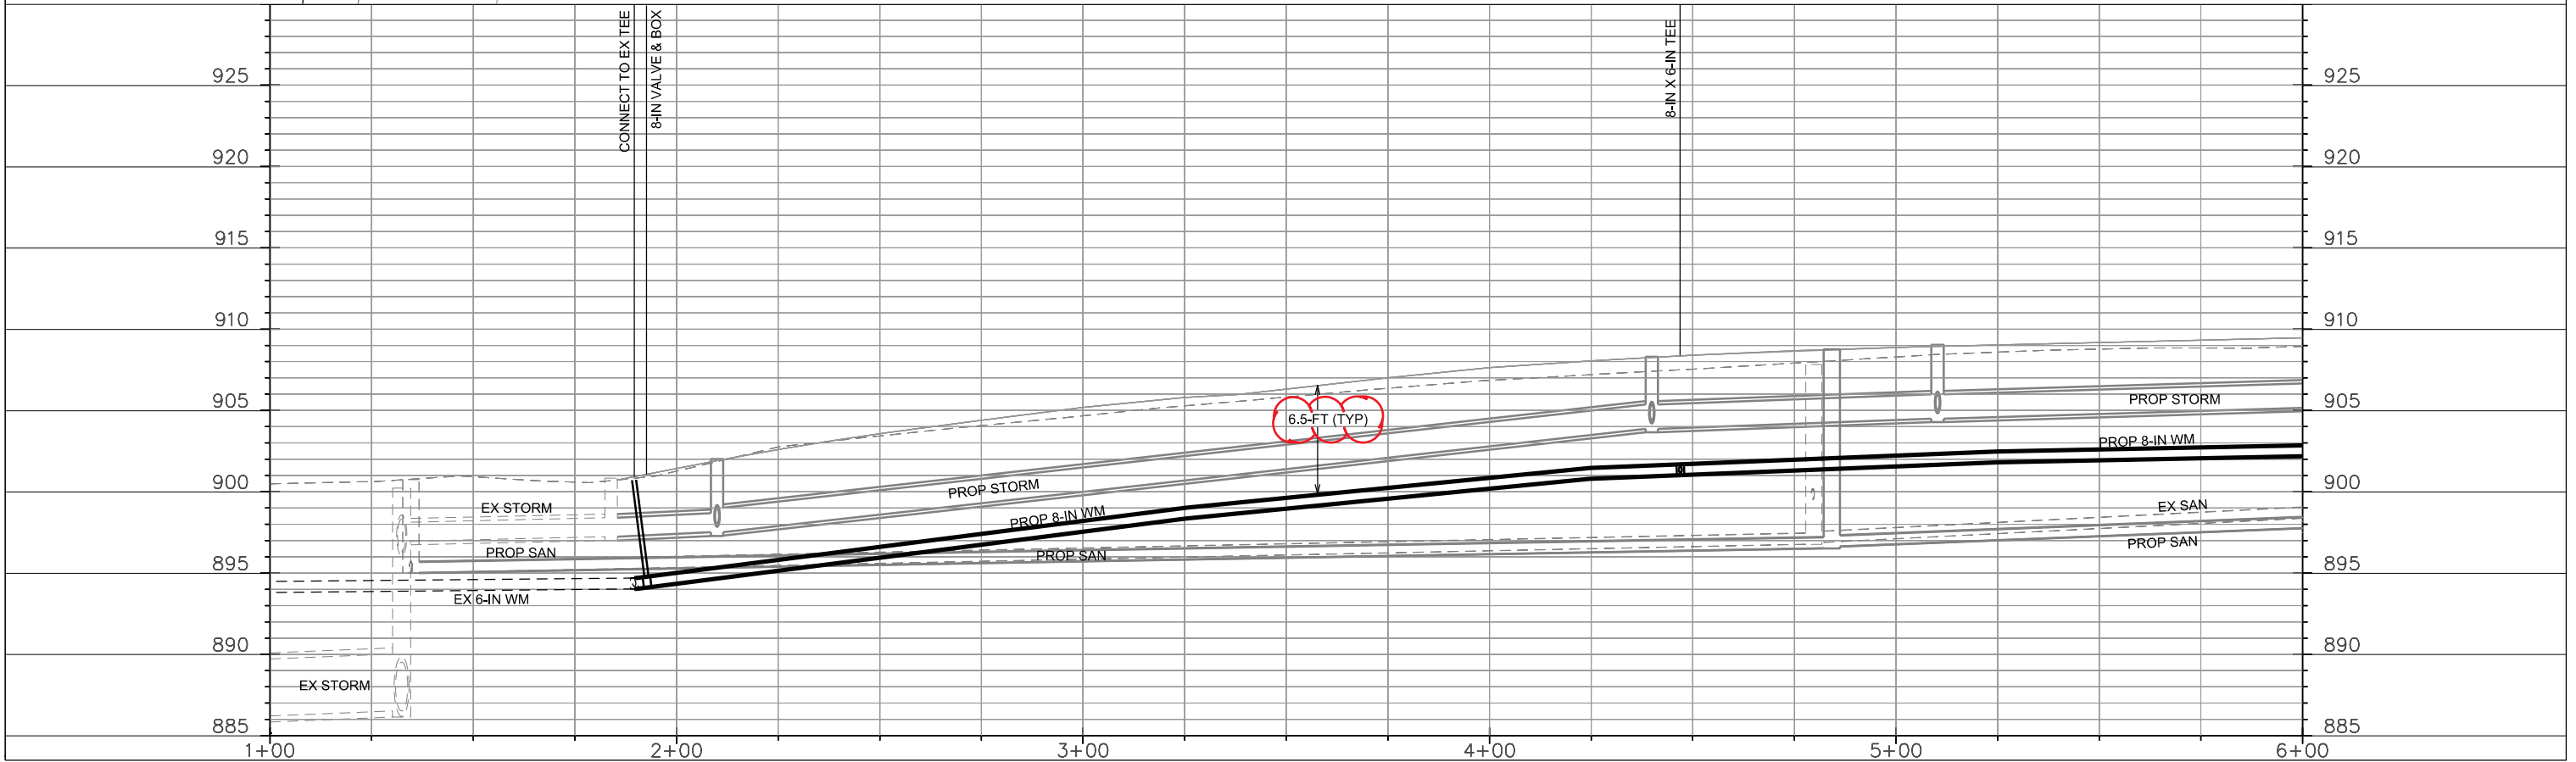 CONNECT TO EX TEE
8-IN VALVE & BOX
8-IN X 6-IN TEE
925 925
920 920
915 915
910 910
905 905
6.5-FT (TYP)
PROP STORM
PROP 8-IN WM
900 900
PROP STORM
EX STORM
PROP 8-IN WM
EX SAN
PROP SAN
PROP SAN
PROP SAN
895 895
EX 6-IN WM
890 890
EX STORM
885 885
1+00 2+00 3+00 4+00 5+00 6+00